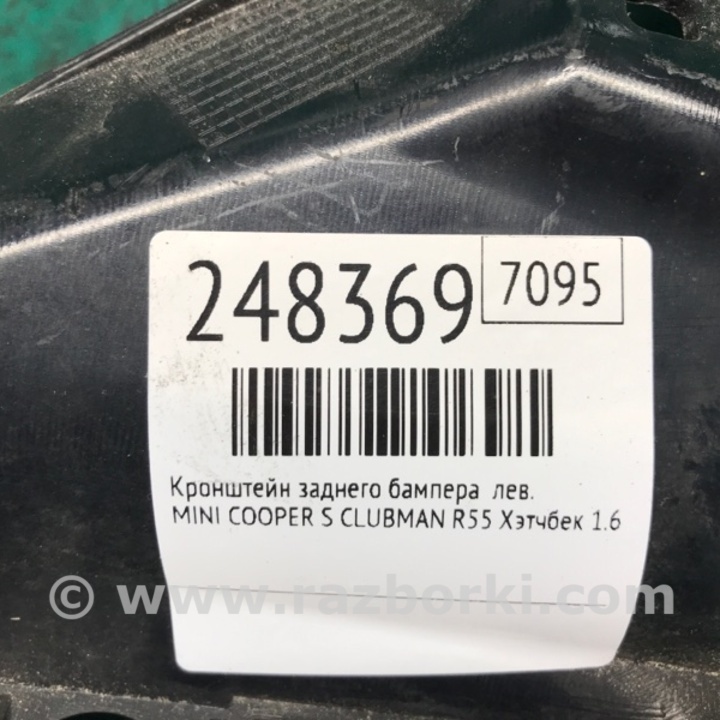 248369
7095
Кронштейн заднего бампера лев.
MINI COOPER S CLUBMAN R55 Хэтчбек 1.6
© www.razborki.com